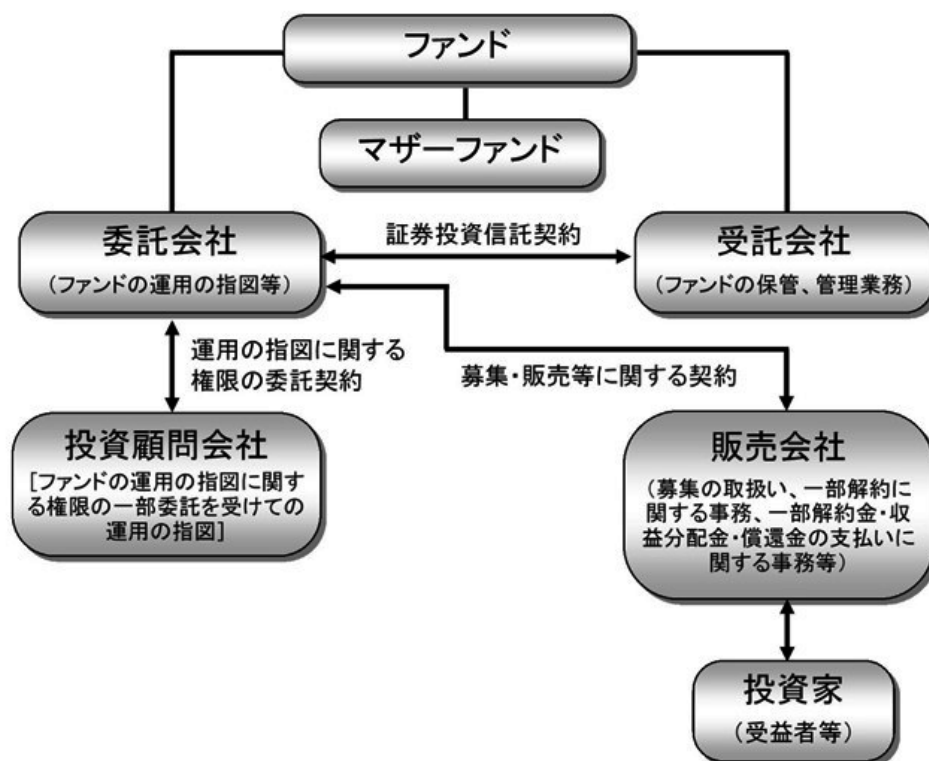 ファンド
マザーファンド
委託会社
(ファンドの運用の指図等)
証券投資信託契約
受託会社
(ファンドの保管、管理業務)
運用の指図に関する
権限の委託契約
募集・販売等に関する契約
投資顧問会社
[ファンドの運用の指図に関す
る権限の一部委託を受けての
運用の指図]
販売会社
(募集の取扱い、一部解約に
関する事務、一部解約金・収
益分配金・償還金の支払いに
関する事務等)
投資家
(受益者等)